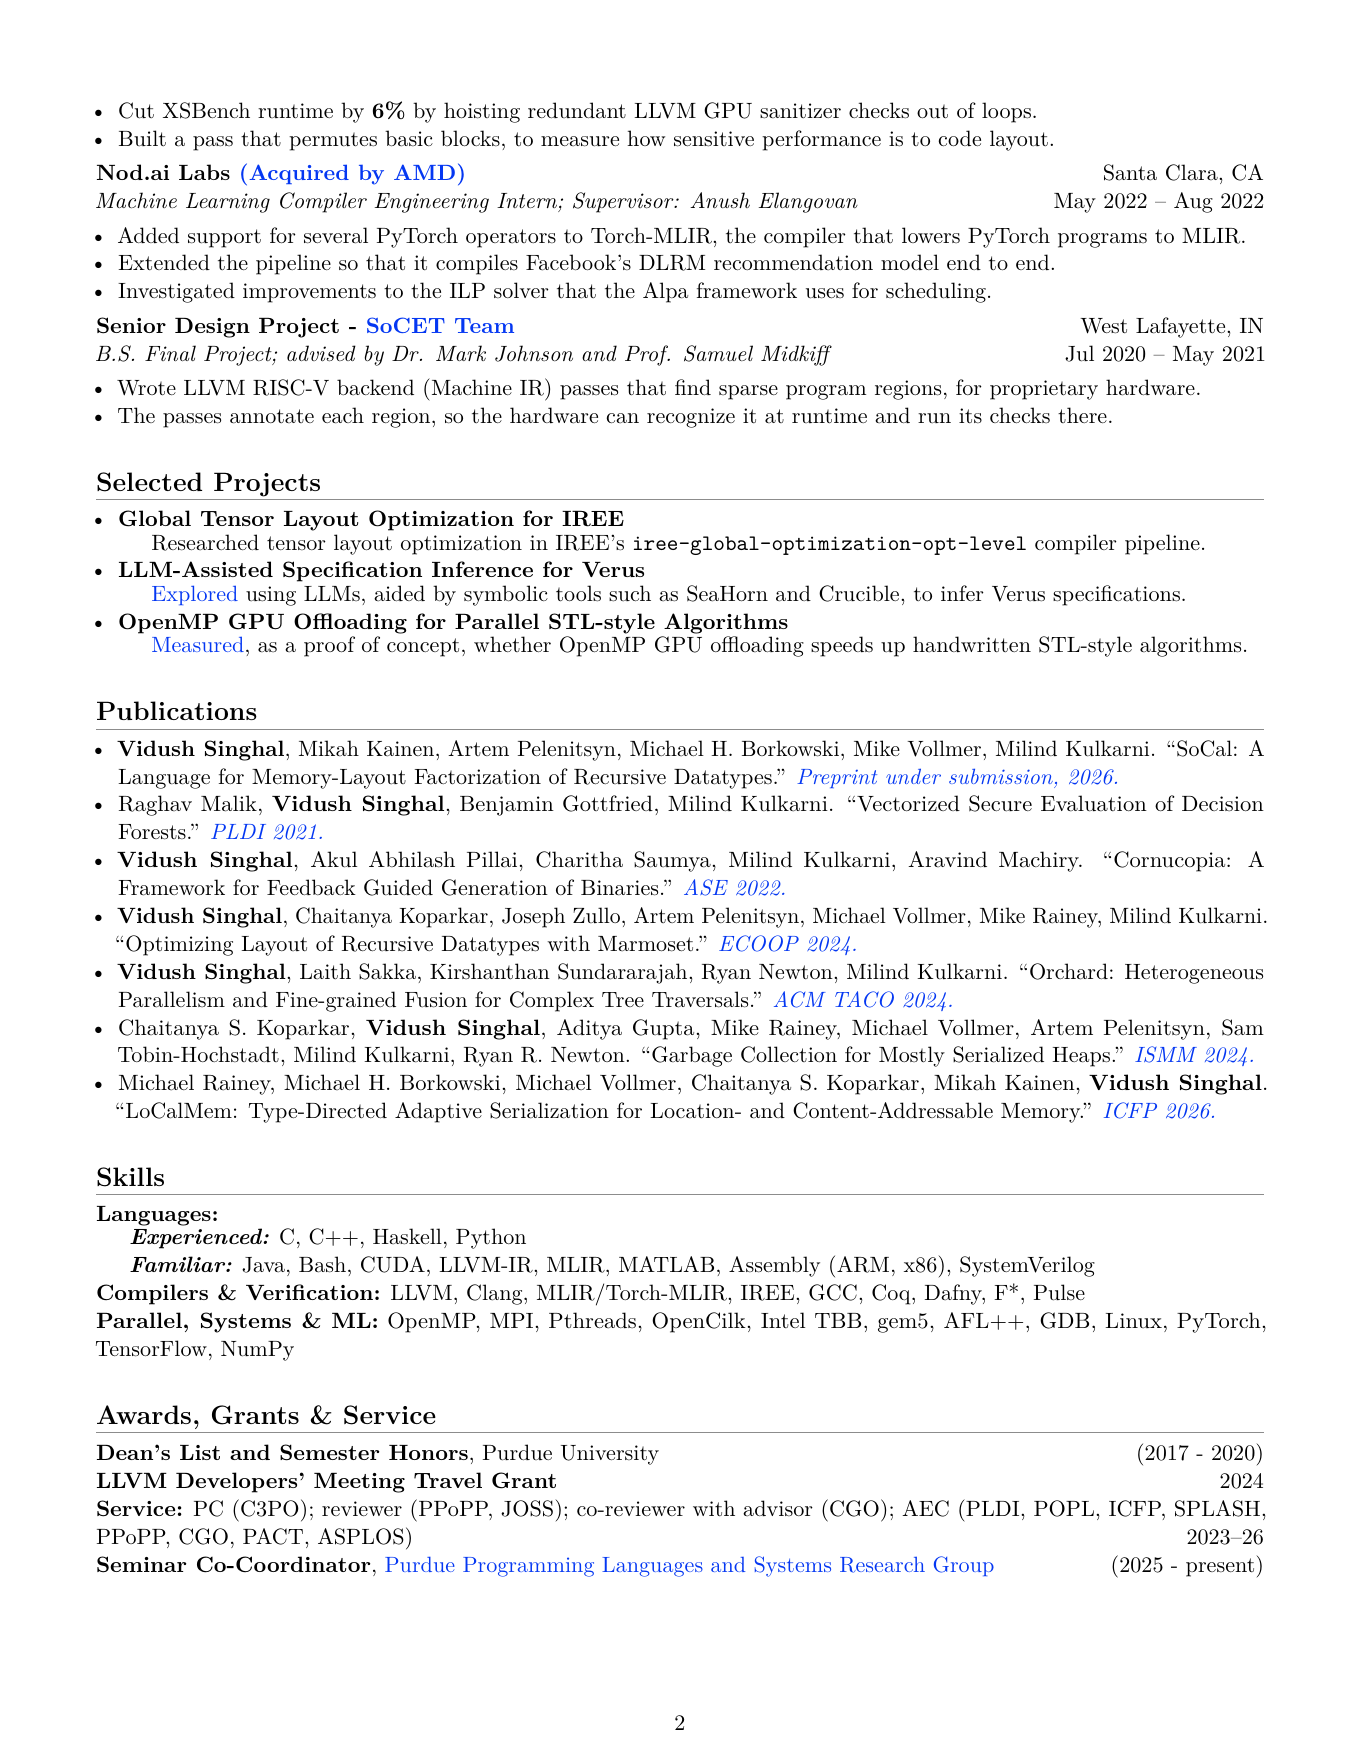 • Cut XSBench runtime by 6% by hoisting redundant LLVM GPU sanitizer checks out of loops.
• Built a pass that permutes basic blocks, to measure how sensitive performance is to code layout.
Nod.ai Labs (Acquired by AMD) Santa Clara, CA
Machine Learning Compiler Engineering Intern; Supervisor: Anush Elangovan May 2022 – Aug 2022
• Added support for several PyTorch operators to Torch-MLIR, the compiler that lowers PyTorch programs to MLIR.
• Extended the pipeline so that it compiles Facebook's DLRM recommendation model end to end.
• Investigated improvements to the ILP solver that the Alpa framework uses for scheduling.
Senior Design Project - SoCET Team West Lafayette, IN
B.S. Final Project; advised by Dr. Mark Johnson and Prof. Samuel Midkiff Jul 2020 – May 2021
• Wrote LLVM RISC-V backend (Machine IR) passes that find sparse program regions, for proprietary hardware.
• The passes annotate each region, so the hardware can recognize it at runtime and run its checks there.
Selected Projects
• Global Tensor Layout Optimization for IREE
Researched tensor layout optimization in IREE's iree-global-optimization-opt-level compiler pipeline.
• LLM-Assisted Specification Inference for Verus
Explored using LLMs, aided by symbolic tools such as SeaHorn and Crucible, to infer Verus specifications.
• OpenMP GPU Offloading for Parallel STL-style Algorithms
Measured, as a proof of concept, whether OpenMP GPU offloading speeds up handwritten STL-style algorithms.
Publications
• Vidush Singhal, Mikah Kainen, Artem Pelenitsyn, Michael H. Borkowski, Mike Vollmer, Milind Kulkarni. “SoCal: A
Language for Memory-Layout Factorization of Recursive Datatypes.” Preprint under submission, 2026.
• Raghav Malik, Vidush Singhal, Benjamin Gottfried, Milind Kulkarni. “Vectorized Secure Evaluation of Decision
Forests.” PLDI 2021.
• Vidush Singhal, Akul Abhilash Pillai, Charitha Saumya, Milind Kulkarni, Aravind Machiry. “Cornucopia: A
Framework for Feedback Guided Generation of Binaries.” ASE 2022.
• Vidush Singhal, Chaitanya Koparkar, Joseph Zullo, Artem Pelenitsyn, Michael Vollmer, Mike Rainey, Milind Kulkarni.
“Optimizing Layout of Recursive Datatypes with Marmoset.” ECOOP 2024.
• Vidush Singhal, Laith Sakka, Kirshanthan Sundararajah, Ryan Newton, Milind Kulkarni. “Orchard: Heterogeneous
Parallelism and Fine-grained Fusion for Complex Tree Traversals.” ACM TACO 2024.
• Chaitanya S. Koparkar, Vidush Singhal, Aditya Gupta, Mike Rainey, Michael Vollmer, Artem Pelenitsyn, Sam
Tobin-Hochstadt, Milind Kulkarni, Ryan R. Newton. “Garbage Collection for Mostly Serialized Heaps.” ISMM 2024.
• Michael Rainey, Michael H. Borkowski, Michael Vollmer, Chaitanya S. Koparkar, Mikah Kainen, Vidush Singhal.
“LoCalMem: Type-Directed Adaptive Serialization for Location- and Content-Addressable Memory.” ICFP 2026.
Skills
Languages:
Experienced: C, C++, Haskell, Python
Familiar: Java, Bash, CUDA, LLVM-IR, MLIR, MATLAB, Assembly (ARM, x86), SystemVerilog
Compilers & Verification: LLVM, Clang, MLIR/Torch-MLIR, IREE, GCC, Coq, Dafny, F*, Pulse
Parallel, Systems & ML: OpenMP, MPI, Pthreads, OpenCilk, Intel TBB, gem5, AFL++, GDB, Linux, PyTorch,
TensorFlow, NumPy
Awards, Grants & Service
Dean's List and Semester Honors, Purdue University (2017 - 2020)
LLVM Developers' Meeting Travel Grant 2024
Service: PC (C3PO); reviewer (PPoPP, JOSS); co-reviewer with advisor (CGO); AEC (PLDI, POPL, ICFP, SPLASH,
PPoPP, CGO, PACT, ASPLOS) 2023–26
Seminar Co-Coordinator, Purdue Programming Languages and Systems Research Group (2025 - present)
2